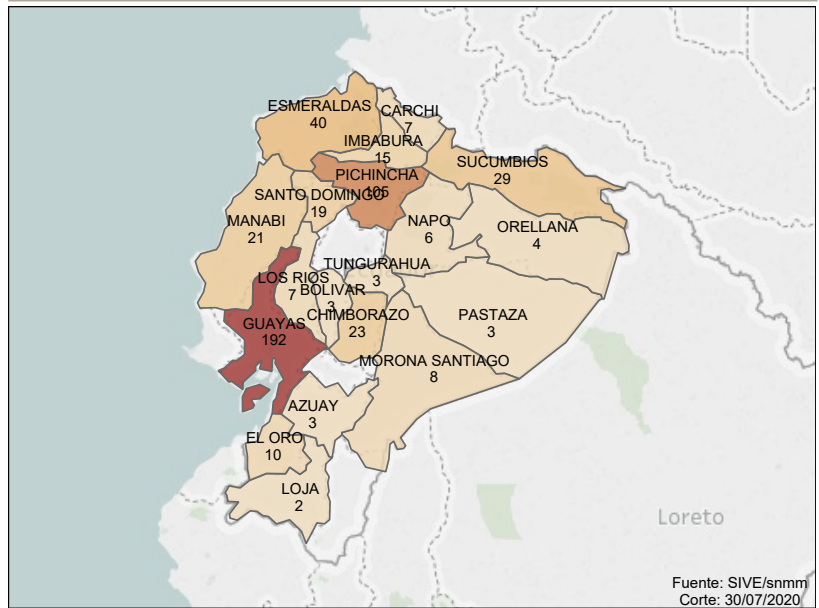 ESMERALDAS
40
CARCHI
7
IMBABURA
15
SUCUMBIOS
29
PICHINCHA
105
SANTO DOMINGO
19
MANABI
21
NAPO
6
ORELLANA
4
TUNGURAHUA
3
LOS RIOS
7
BOLIVAR
3
CHIMBORAZO
23
GUAYAS
192
PASTAZA
3
MORONA SANTIAGO
8
AZUAY
3
EL ORO
10
LOJA
2
Loreto
Fuente: SIVE/snmm
Corte: 30/07/2020